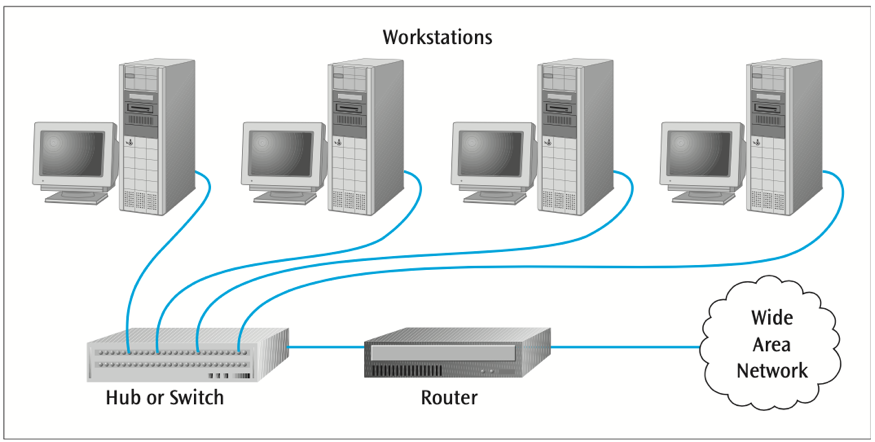 Workstations
Wide
Area
Network
Hub or Switch
Router